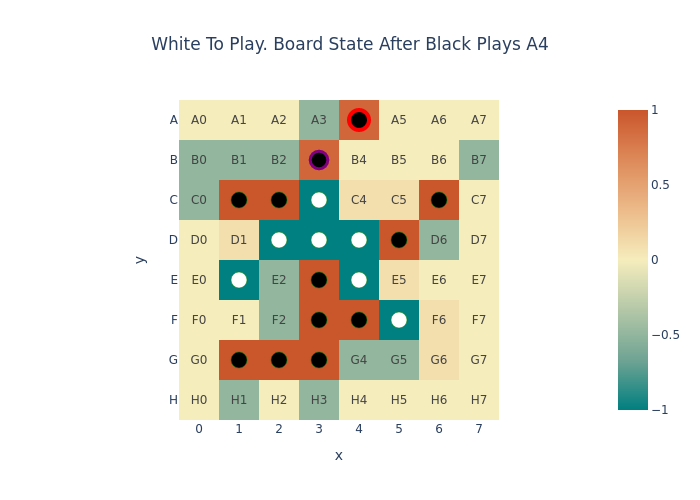 White To Play. Board State After Black Plays A4
A A0 A1 A2 A3 A5 A6 A7
B B0 B1 B2 B4 B5 B6 B7
C C0 C4 C5 C7
D D0 D1 D6 D7
E E0 E2 E5 E6 E7
F F0 F1 F2 F6 F7
G G0 G4 G5 G6 G7
H H0 H1 H2 H3 H4 H5 H6 H7
0 1 2 3 4 5 6 7
x
y
1
0.5
0
−0.5
−1